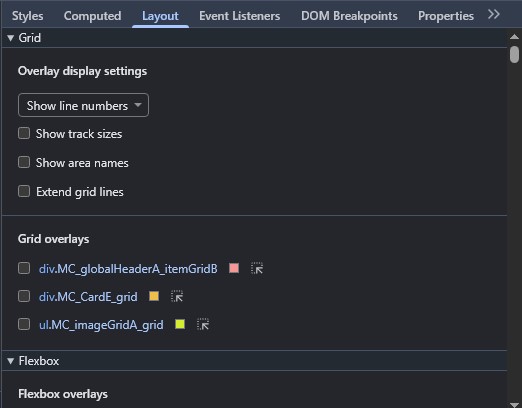 Styles Computed Layout Event Listeners DOM Breakpoints Properties
Grid
Overlay display settings
Show line numbers
Show track sizes
Show area names
Extend grid lines
Grid overlays
div.MC_globalHeaderA_itemGridB
div.MC_CardE_grid
ul.MC_imageGridA_grid
Flexbox
Flexbox overlays